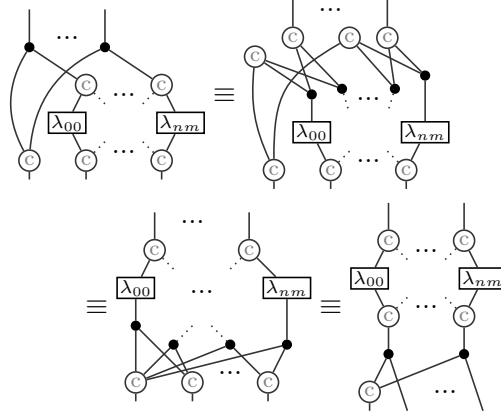 ... ...
C C C C
C C ... C C
... ≡ ...
λ₀₀ λₙₘ λ₀₀ λₙₘ
C C ... C C C ... C
... ...
C C C ... C
≡ λ₀₀ ... λₙₘ ≡ λ₀₀ λₙₘ
C ... C
C C ... C C ...